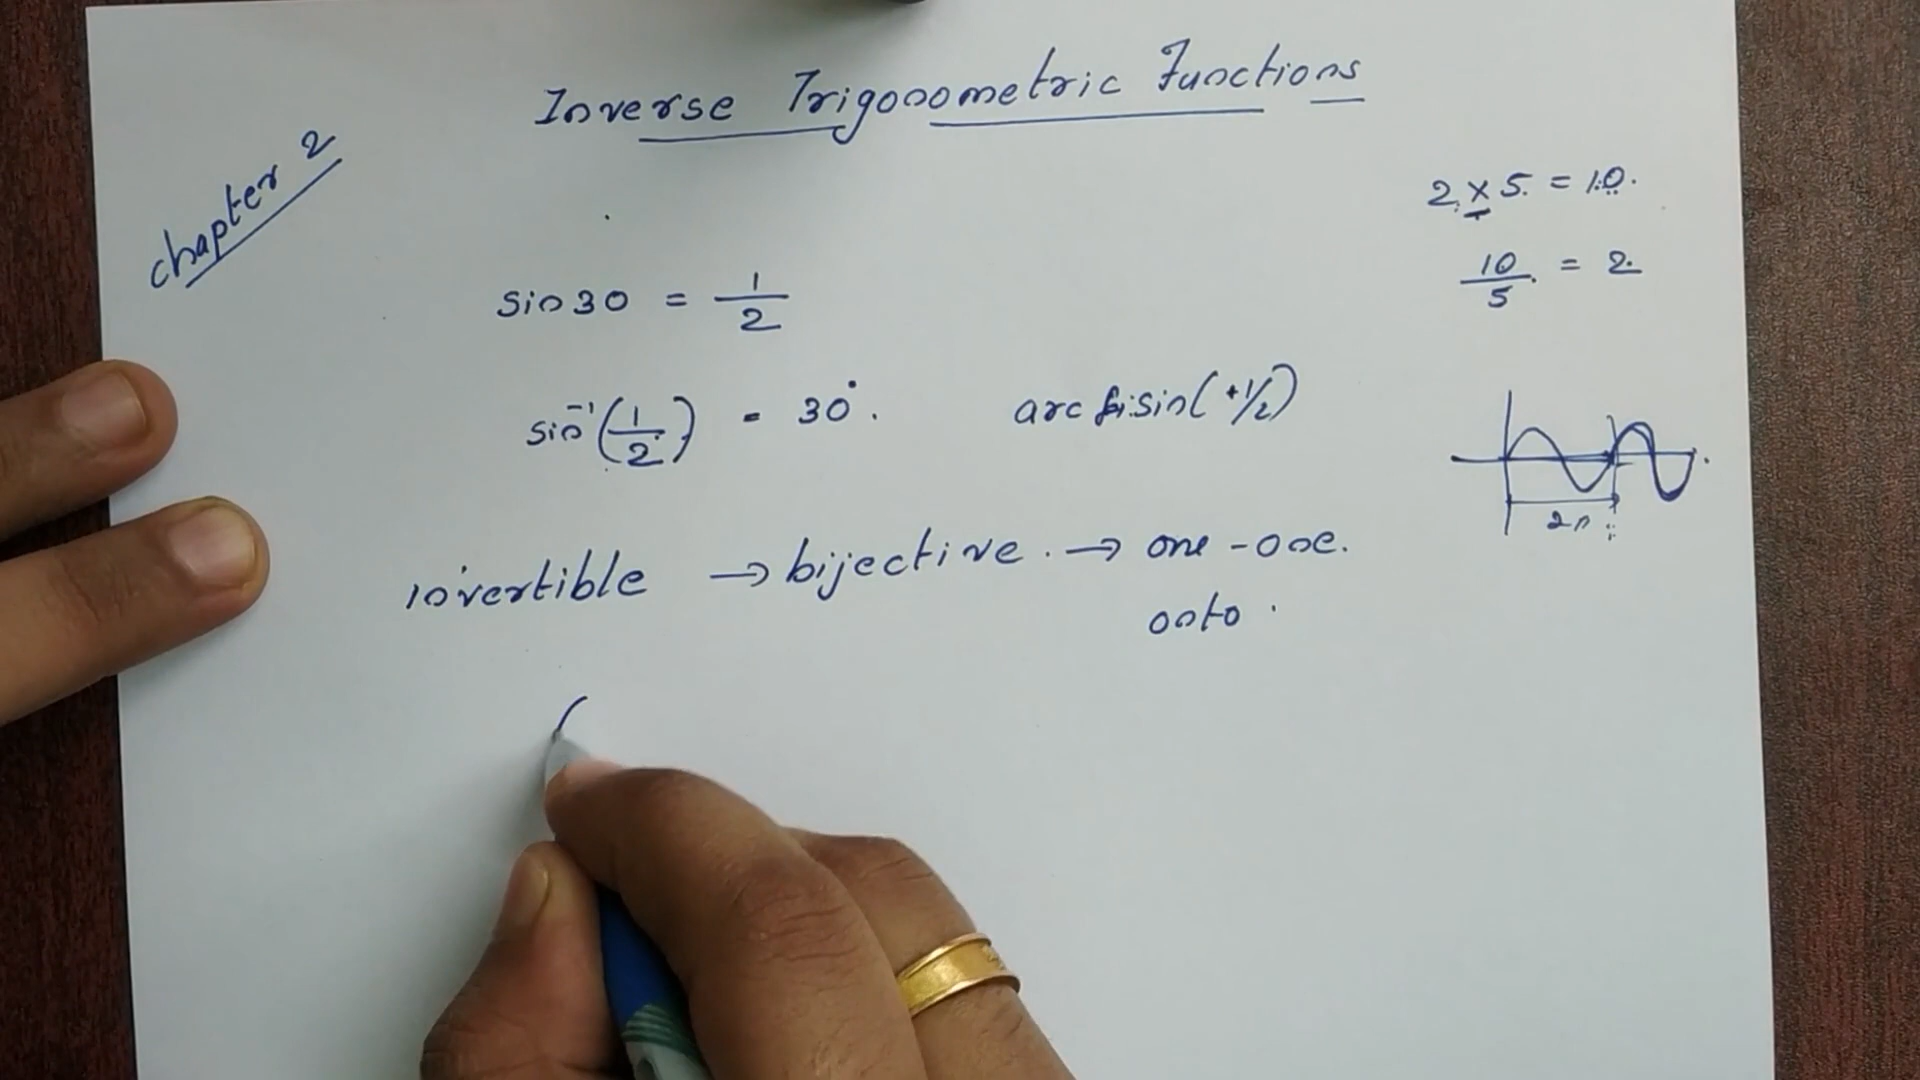 Inverse Trigonometric Functions
chapter 2
2 x 5 = 10.
10/5 = 2
sin30 = 1/2
sin⁻¹(1/2) = 30°.
arc sin(+1/2)
2π
invertible → bijective. → one-one.
onto.
(